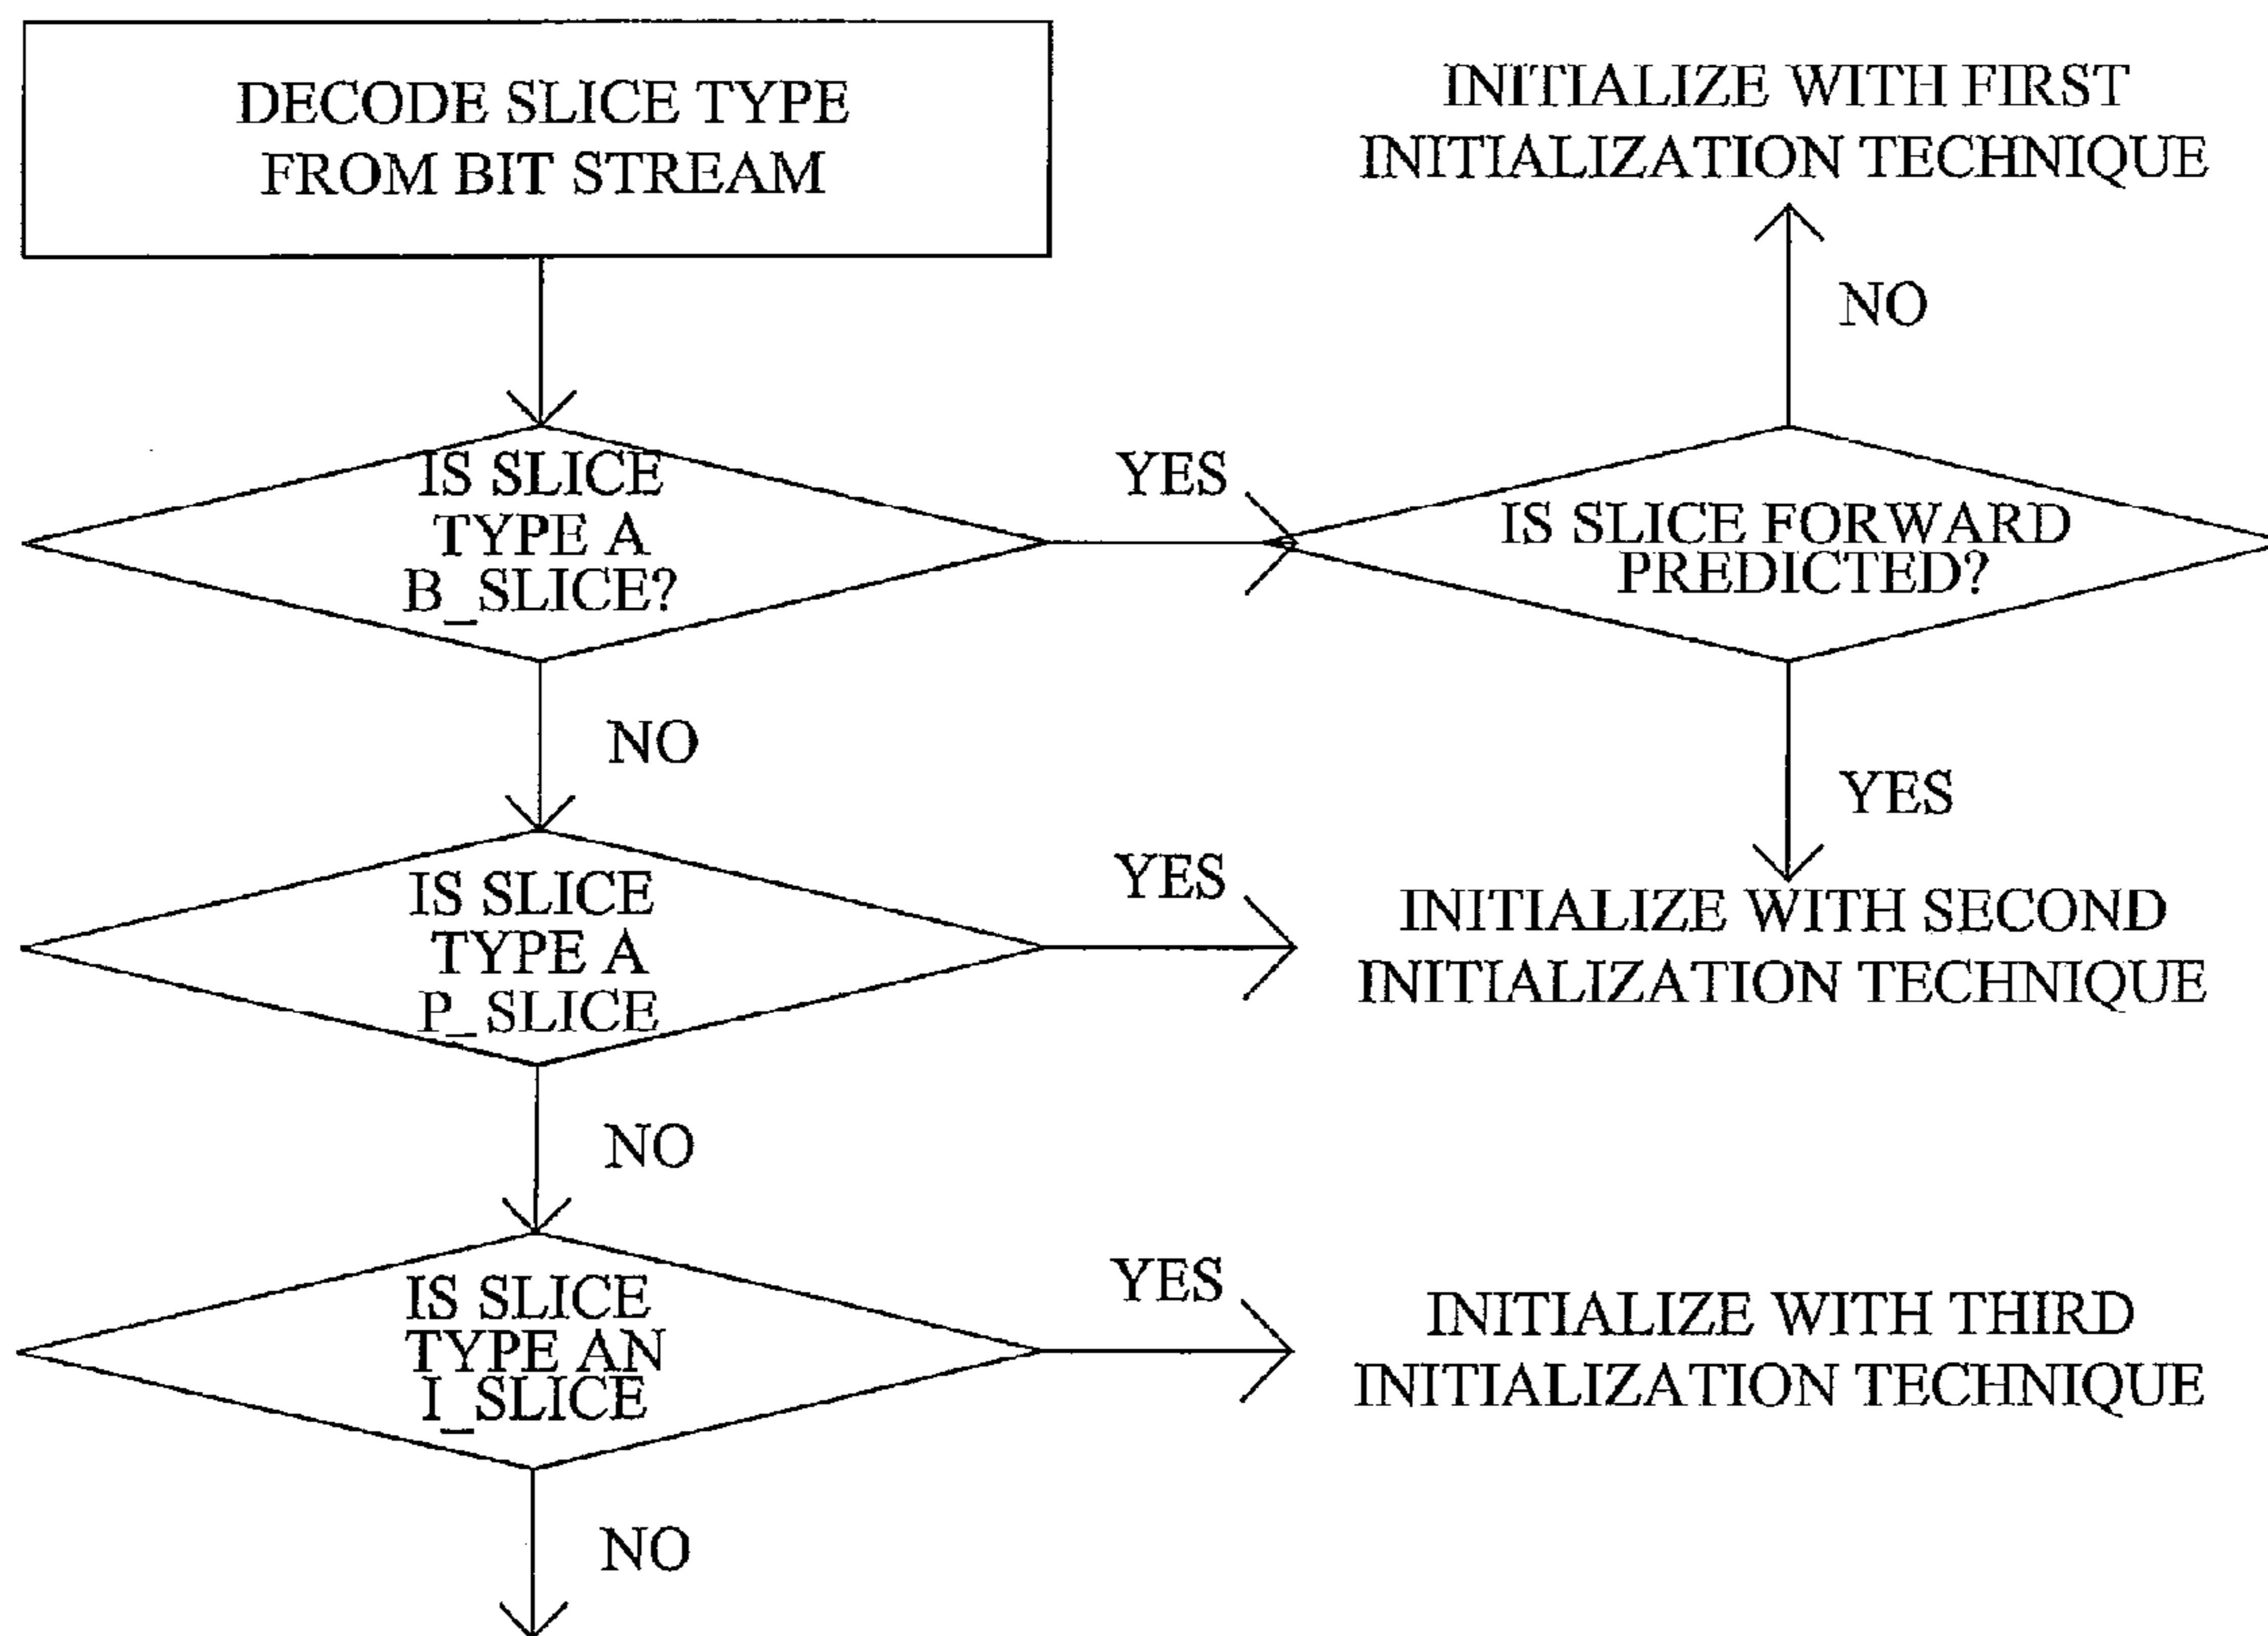 DECODE SLICE TYPE
FROM BIT STREAM
INITIALIZE WITH FIRST
INITIALIZATION TECHNIQUE
NO
IS SLICE
TYPE A
B_SLICE?
YES
IS SLICE FORWARD
PREDICTED?
NO
YES
IS SLICE
TYPE A
P_SLICE
YES
INITIALIZE WITH SECOND
INITIALIZATION TECHNIQUE
NO
IS SLICE
TYPE AN
I_SLICE
YES
INITIALIZE WITH THIRD
INITIALIZATION TECHNIQUE
NO